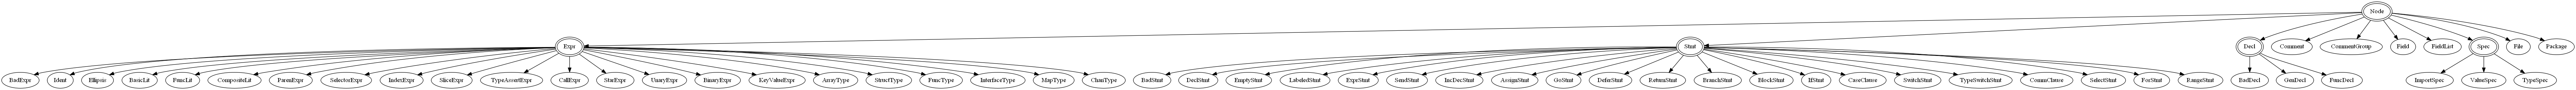 Node
Expr
Stmt
Decl
Comment
CommentGroup
Field
FieldList
Spec
File
Package
BadExpr
Ident
Ellipsis
BasicLit
FuncLit
CompositeLit
ParenExpr
SelectorExpr
IndexExpr
SliceExpr
TypeAssertExpr
CallExpr
StarExpr
UnaryExpr
BinaryExpr
KeyValueExpr
ArrayType
StructType
FuncType
InterfaceType
MapType
ChanType
BadStmt
DeclStmt
EmptyStmt
LabeledStmt
ExprStmt
SendStmt
IncDecStmt
AssignStmt
GoStmt
DeferStmt
ReturnStmt
BranchStmt
BlockStmt
IfStmt
CaseClause
SwitchStmt
TypeSwitchStmt
CommClause
SelectStmt
ForStmt
RangeStmt
BadDecl
GenDecl
FuncDecl
ImportSpec
ValueSpec
TypeSpec